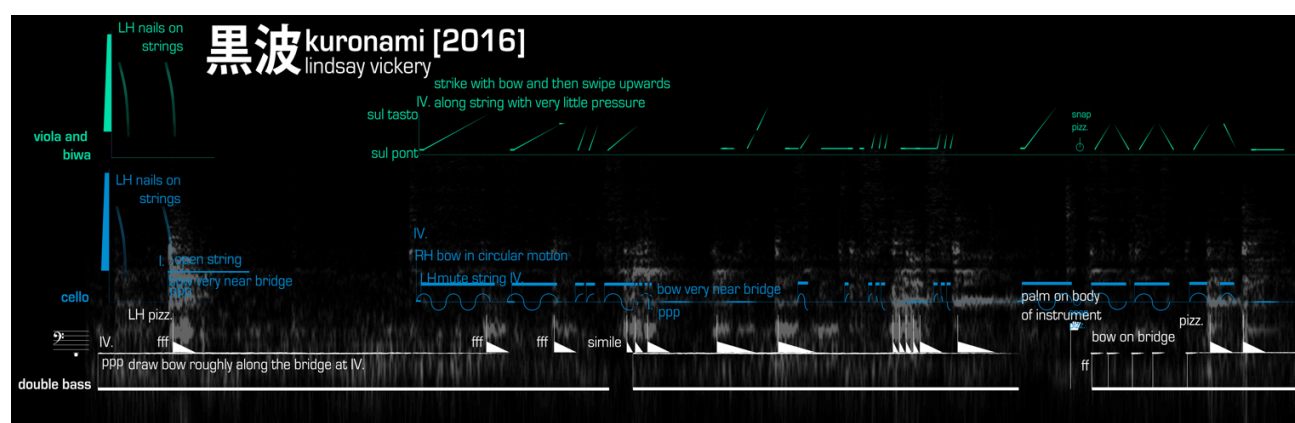 黒波 kuronami [2016]
lindsay vickery
LH nails on
strings
viola and
biwa
strike with bow and then swipe upwards
IV. along string with very little pressure
sul tasto
sul pont
snap
pizz.
LH nails on
strings
I. open string
bow very near bridge
ppp
cello
IV.
RH bow in circular motion
LH mute string IV.
bow very near bridge
ppp
palm on body
of instrument
LH pizz.
IV.
fff
fff
fff
simile
pizz.
bow on bridge
ff
ppp draw bow roughly along the bridge at IV.
double bass